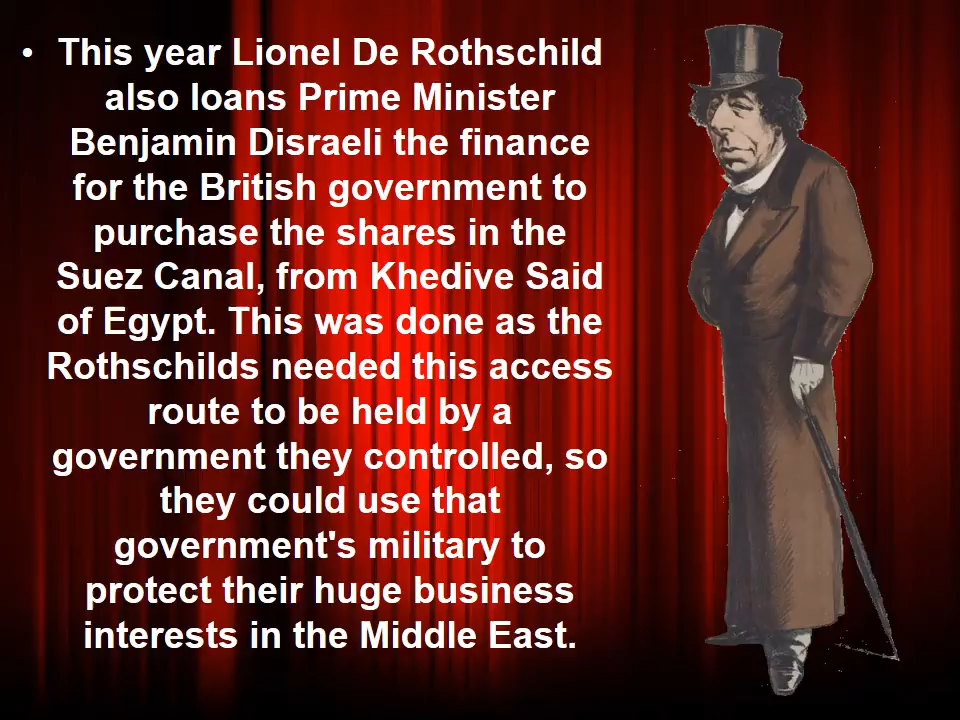 • This year Lionel De Rothschild
also loans Prime Minister
Benjamin Disraeli the finance
for the British government to
purchase the shares in the
Suez Canal, from Khedive Said
of Egypt. This was done as the
Rothschilds needed this access
route to be held by a
government they controlled, so
they could use that
government's military to
protect their huge business
interests in the Middle East.